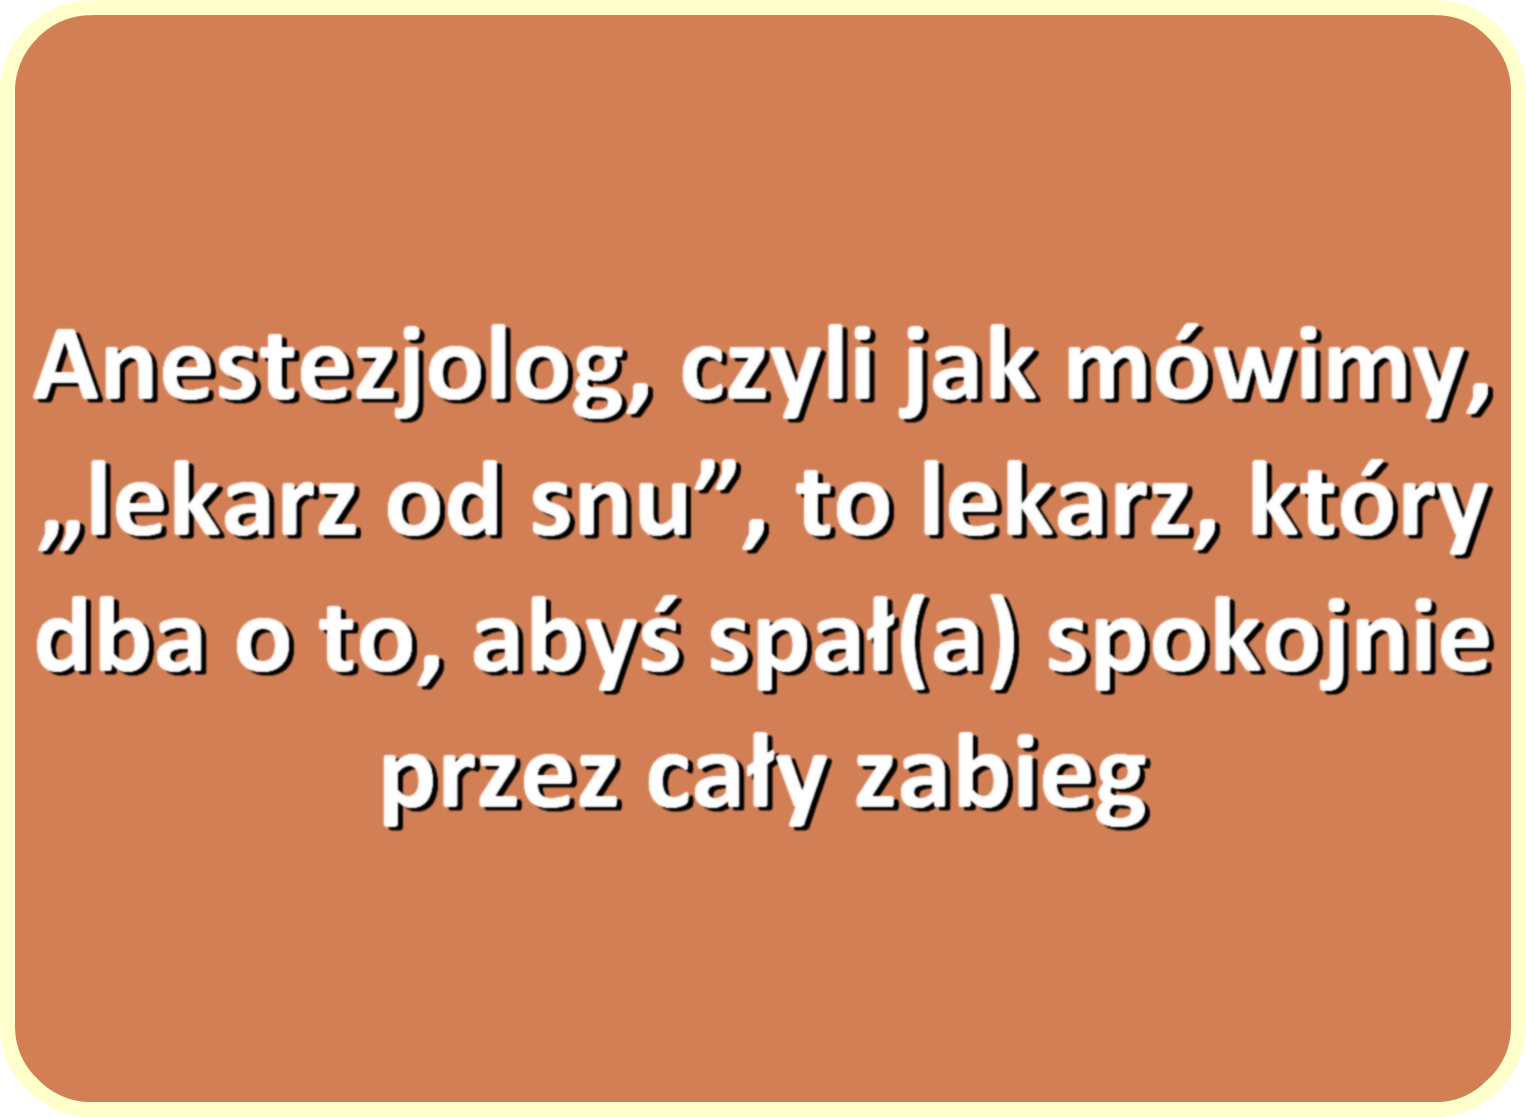 Anestezjolog, czyli jak mówimy,
„lekarz od snu”, to lekarz, który
dba o to, abyś spał(a) spokojnie
przez cały zabieg